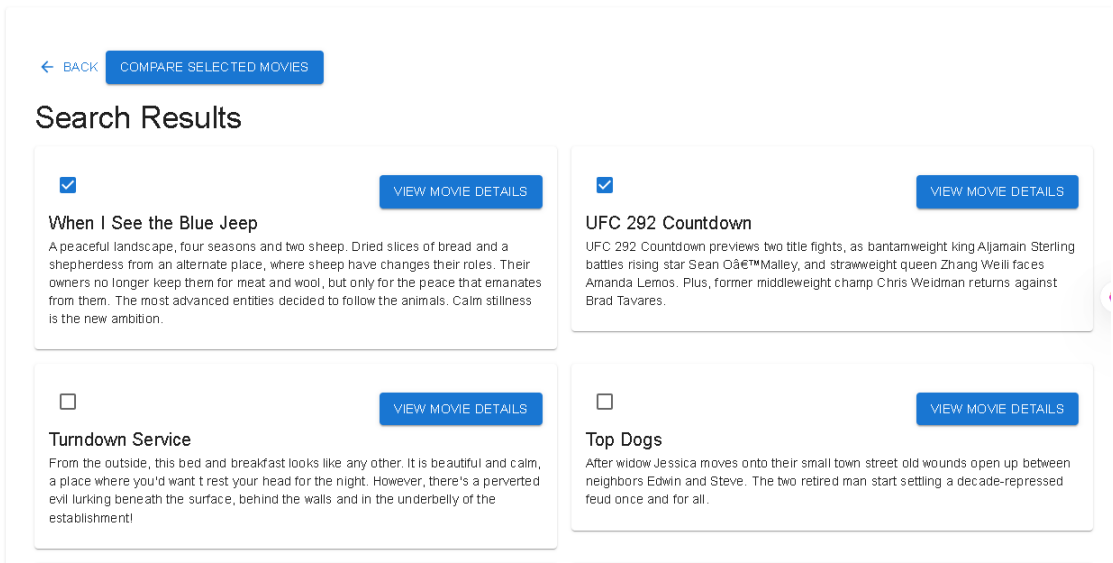 BACK COMPARE SELECTED MOVIES
Search Results
VIEW MOVIE DETAILS
When I See the Blue Jeep
A peaceful landscape, four seasons and two sheep. Dried slices of bread and a
shepherdess from an alternate place, where sheep have changes their roles. Their
owners no longer keep them for meat and wool, but only for the peace that emanates
from them. The most advanced entities decided to follow the animals. Calm stillness
is the new ambition.
VIEW MOVIE DETAILS
UFC 292 Countdown
UFC 292 Countdown previews two title fights, as bantamweight king Aljamain Sterling
battles rising star Sean Oâ€™Malley, and strawweight queen Zhang Weili faces
Amanda Lemos. Plus, former middleweight champ Chris Weidman returns against
Brad Tavares.
VIEW MOVIE DETAILS
Turndown Service
From the outside, this bed and breakfast looks like any other. It is beautiful and calm,
a place where you'd want t rest your head for the night. However, there's a perverted
evil lurking beneath the surface, behind the walls and in the underbelly of the
establishment!
VIEW MOVIE DETAILS
Top Dogs
After widow Jessica moves onto their small town street old wounds open up between
neighbors Edwin and Steve. The two retired man start settling a decade-repressed
feud once and for all.